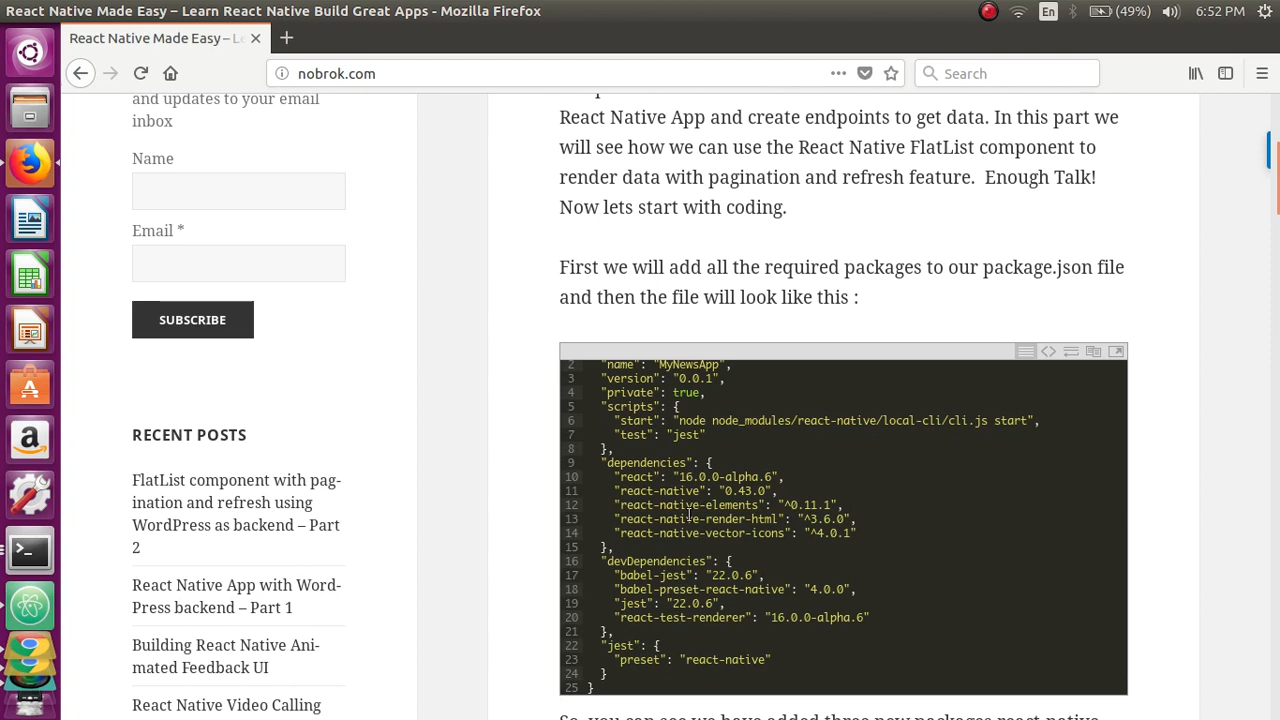 React Native Made Easy – Learn React Native Build Great Apps - Mozilla Firefox
En
(49%)
6:52 PM
React Native Made Easy – Le
nobrok.com
Search
and updates to your email
inbox
Name
Email *
SUBSCRIBE
RECENT POSTS
FlatList component with pag-
ination and refresh using
WordPress as backend – Part
2
React Native App with Word-
Press backend – Part 1
Building React Native Ani-
mated Feedback UI
React Native Video Calling
React Native App and create endpoints to get data. In this part we
will see how we can use the React Native FlatList component to
render data with pagination and refresh feature.  Enough Talk!
Now lets start with coding.
First we will add all the required packages to our package.json file
and then the file will look like this :
2 "name": "MyNewsApp",
3 "version": "0.0.1",
4 "private": true,
5 "scripts": {
6 "start": "node node_modules/react-native/local-cli/cli.js start",
7 "test": "jest"
8 },
9 "dependencies": {
10 "react": "16.0.0-alpha.6",
11 "react-native": "0.43.0",
12 "react-native-elements": "^0.11.1",
13 "react-native-render-html": "^3.6.0",
14 "react-native-vector-icons": "^4.0.1"
15 },
16 "devDependencies": {
17 "babel-jest": "22.0.6",
18 "babel-preset-react-native": "4.0.0",
19 "jest": "22.0.6",
20 "react-test-renderer": "16.0.0-alpha.6"
21 },
22 "jest": {
23 "preset": "react-native"
24 }
25 }
So, you can see we have added three new packages react-native-